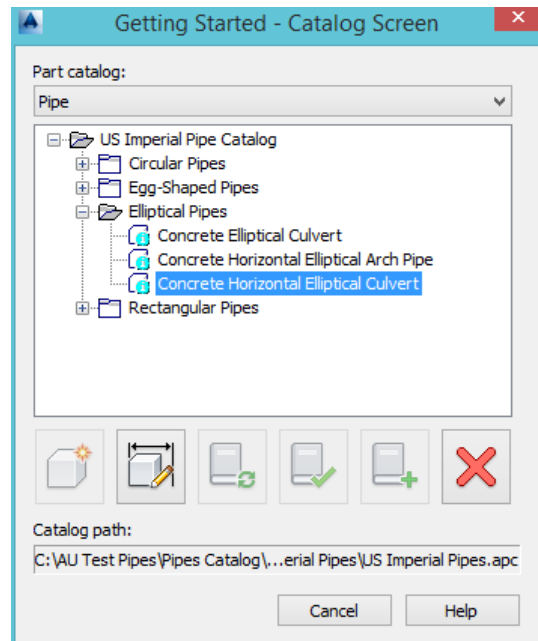 Getting Started - Catalog Screen
Part catalog:
Pipe
US Imperial Pipe Catalog
Circular Pipes
Egg-Shaped Pipes
Elliptical Pipes
Concrete Elliptical Culvert
Concrete Horizontal Elliptical Arch Pipe
Concrete Horizontal Elliptical Culvert
Rectangular Pipes
Catalog path:
C:\AU Test Pipes\Pipes Catalog\...erial Pipes\US Imperial Pipes.apc
Cancel Help